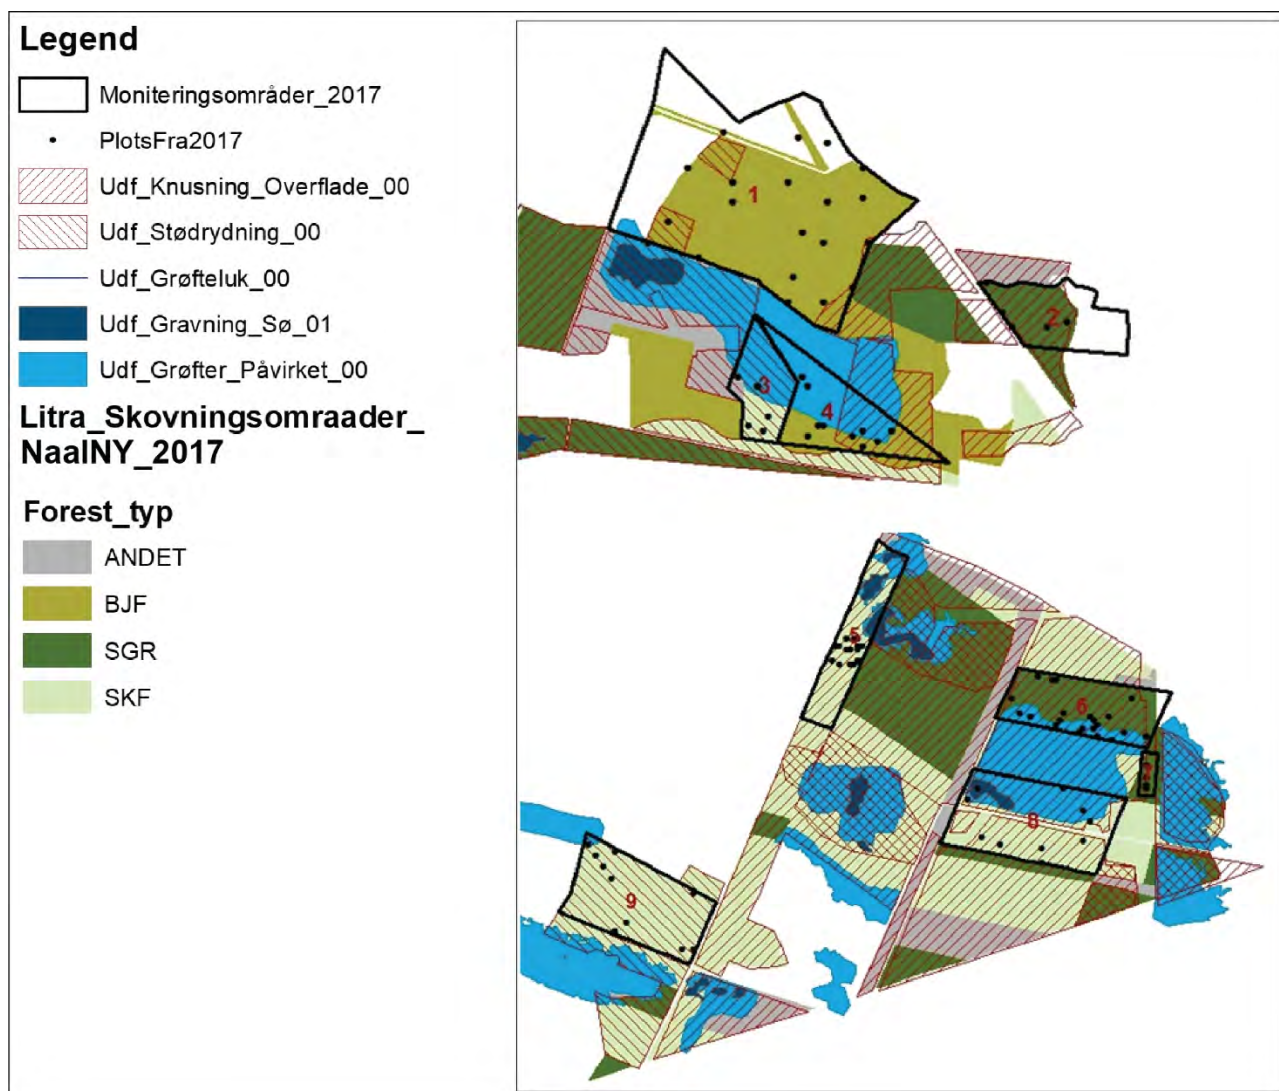 Legend
Moniteringsområder_2017
PlotsFra2017
Udf_Knusning_Overflade_00
Udf_Stødrydning_00
Udf_Grøfteluk_00
Udf_Gravning_Sø_01
Udf_Grøfter_Påvirket_00
Litra_Skovningsomraader_
NaalNY_2017
Forest_typ
ANDET
BJF
SGR
SKF
1
2
3
4
5
6
7
8
9